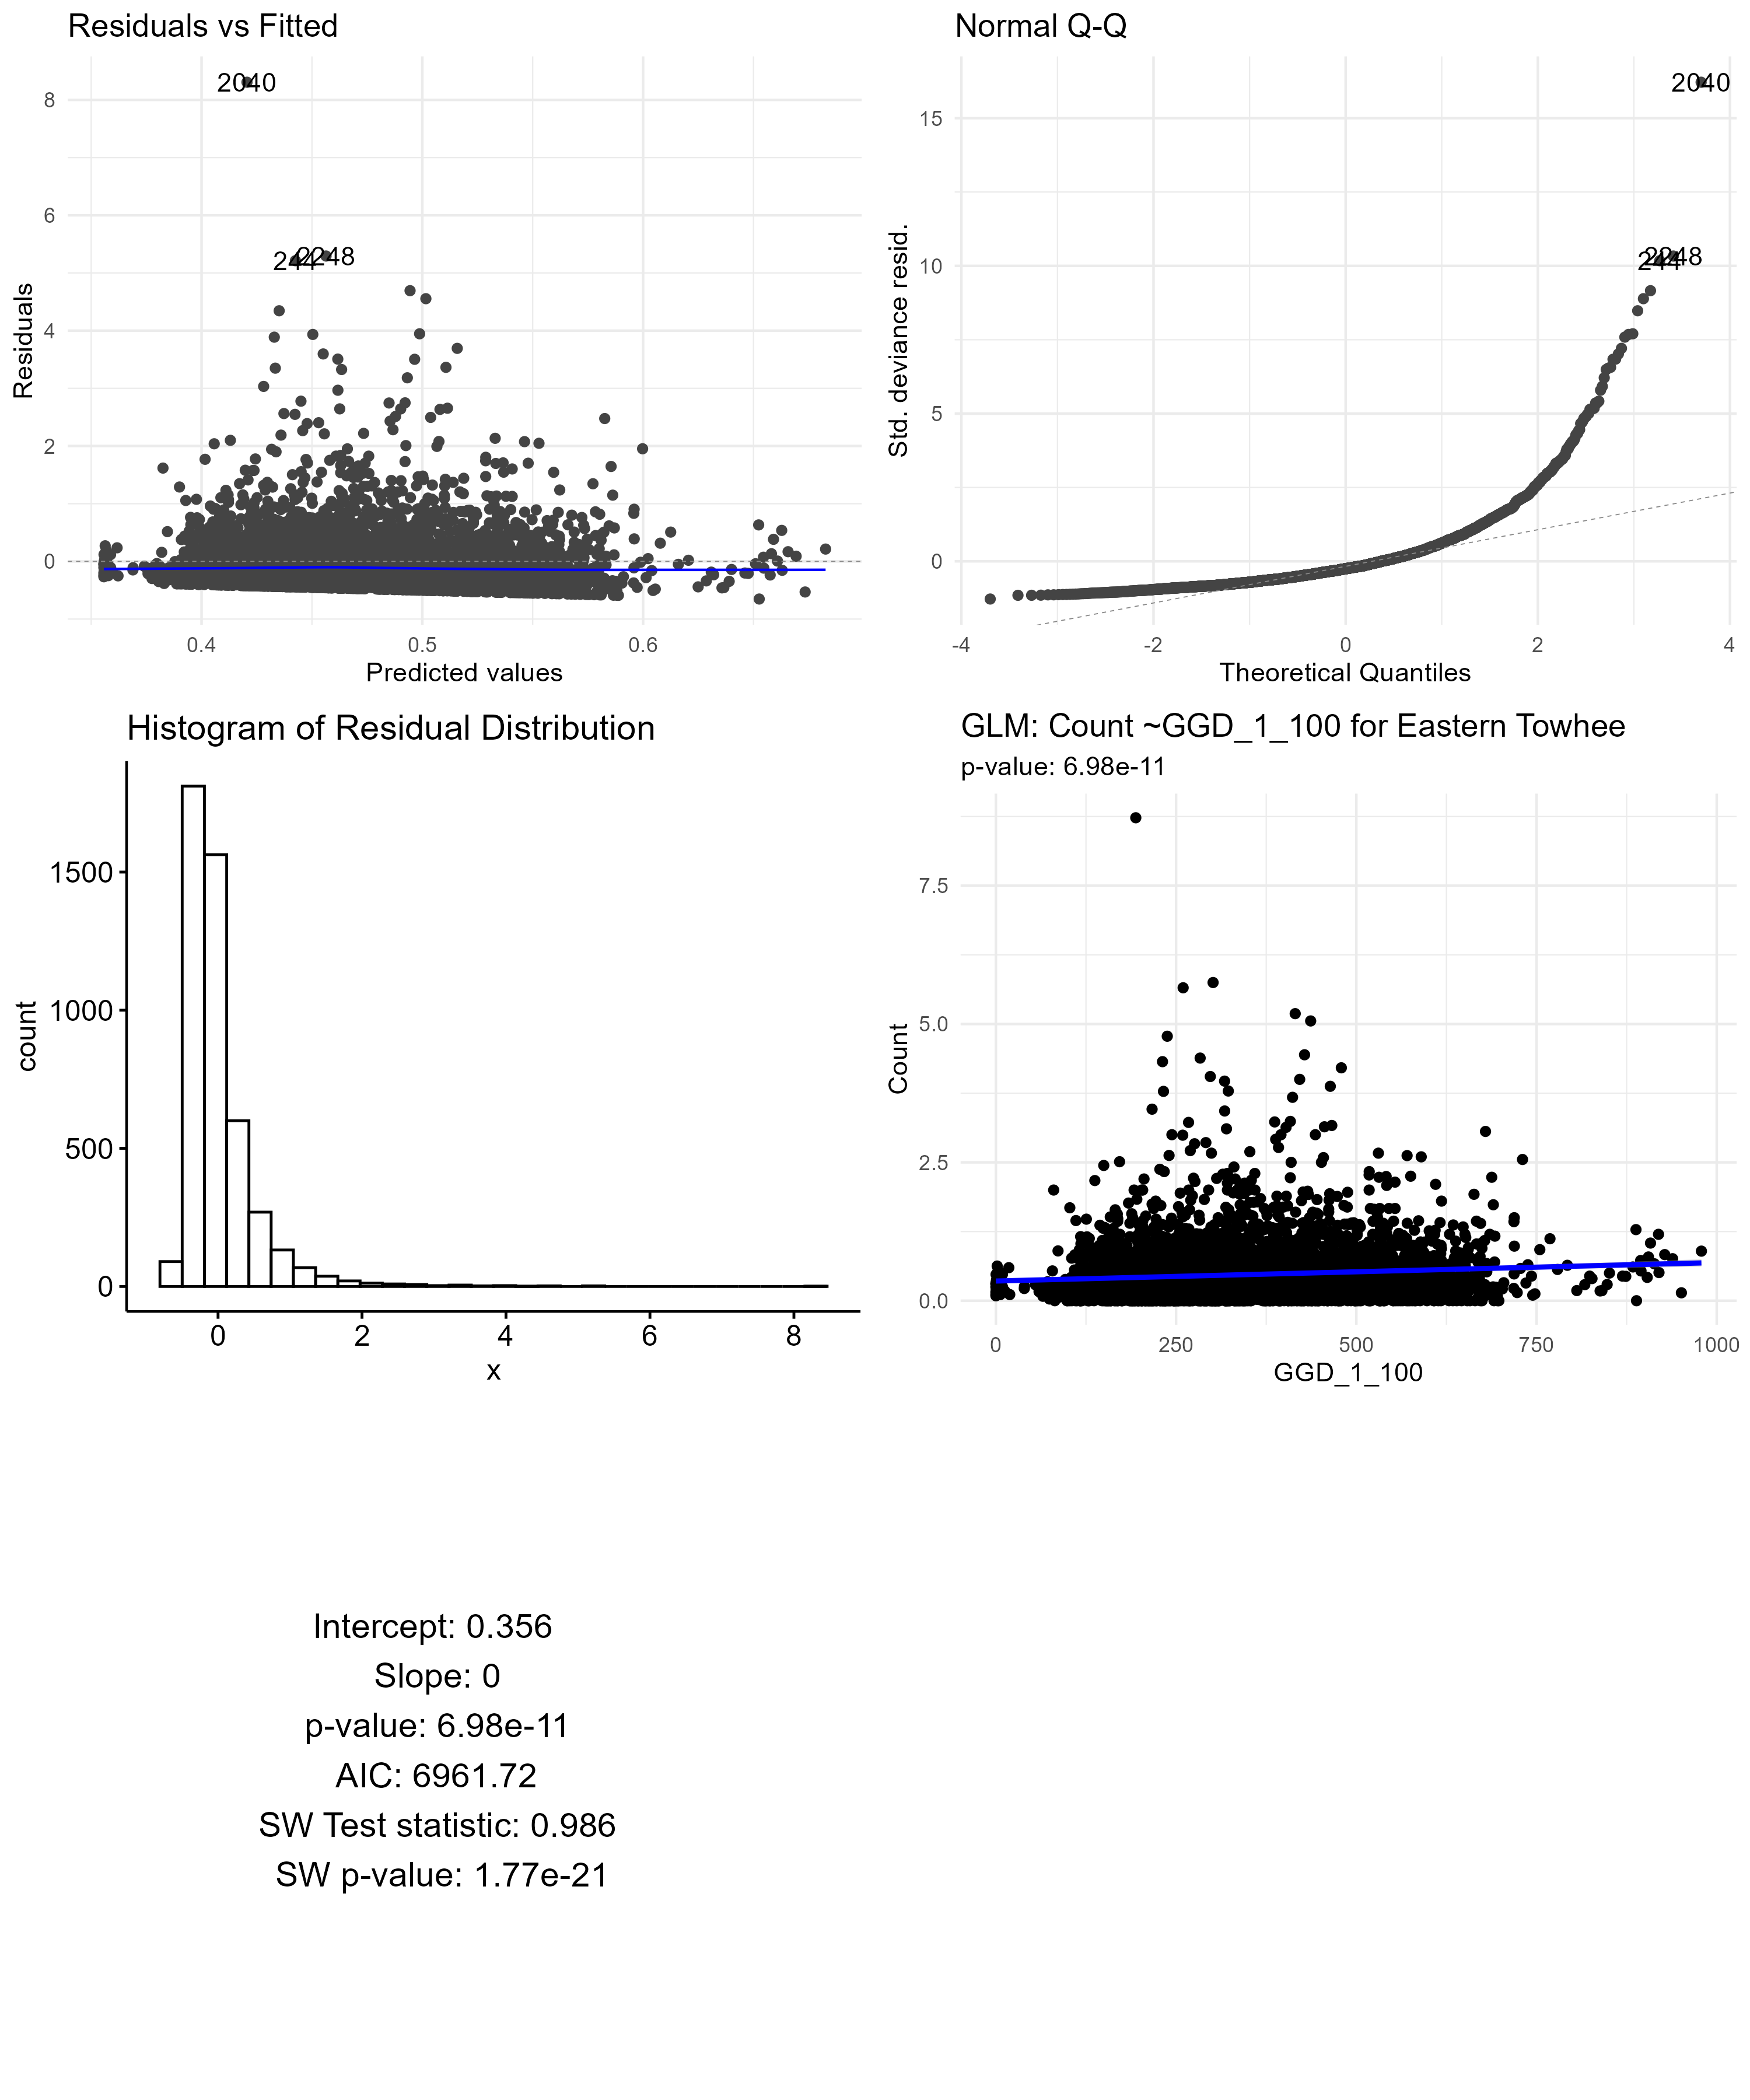 Residuals vs Fitted
2040
2248
244
8
6
4
2
0
Residuals
0.4
0.5
0.6
Predicted values
Normal Q-Q
2040
2248
244
15
10
5
0
Std. deviance resid.
-4
-2
0
2
4
Theoretical Quantiles
Histogram of Residual Distribution
1500
1000
500
0
count
0
2
4
6
8
x
GLM: Count ~GGD_1_100 for Eastern Towhee
p-value: 6.98e-11
7.5
5.0
2.5
0.0
Count
0
250
500
750
1000
GGD_1_100
Intercept: 0.356
Slope: 0
p-value: 6.98e-11
AIC: 6961.72
SW Test statistic: 0.986
SW p-value: 1.77e-21